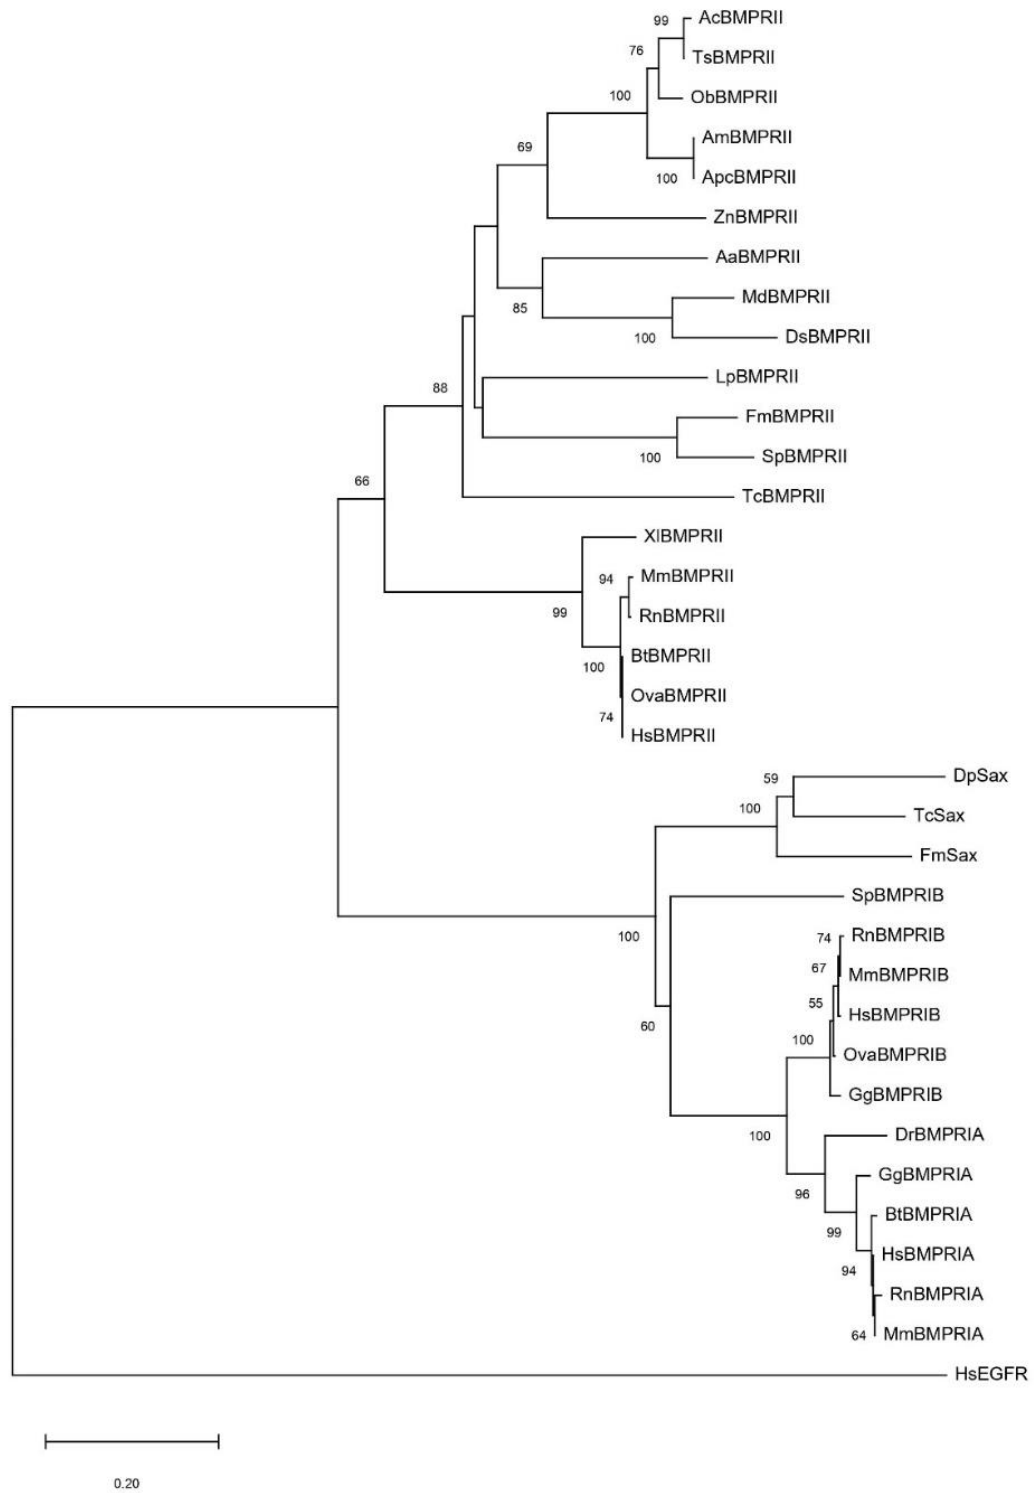 99
AcBMPRII
76
TsBMPRII
100
ObBMPRII
69
AmBMPRII
100
ApcBMPRII
ZnBMPRII
AaBMPRII
85
MdBMPRII
100
DsBMPRII
LpBMPRII
88
FmBMPRII
100
SpBMPRII
66
TcBMPRII
XlBMPRII
94
MmBMPRII
99
RnBMPRII
100
BtBMPRII
OvaBMPRII
74
HsBMPRII
59
DpSax
100
TcSax
FmSax
SpBMPRIB
100
74
RnBMPRIB
67
MmBMPRIB
55
HsBMPRIB
60
100
OvaBMPRIB
GgBMPRIB
100
DrBMPRIA
96
GgBMPRIA
99
BtBMPRIA
94
HsBMPRIA
RnBMPRIA
64
MmBMPRIA
HsEGFR
0.20